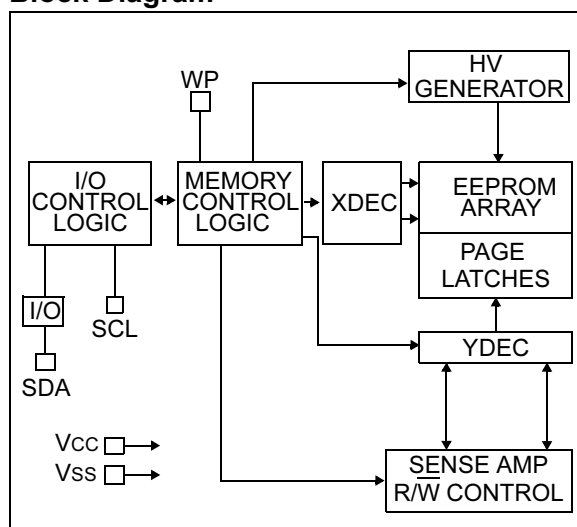 Block Diagram
HV
GENERATOR
WP
I/O
CONTROL
LOGIC
MEMORY
CONTROL
LOGIC
XDEC
EEPROM
ARRAY
PAGE
LATCHES
I/O
SCL
SDA
YDEC
VCC
VSS
SENSE AMP
R/W̅ CONTROL